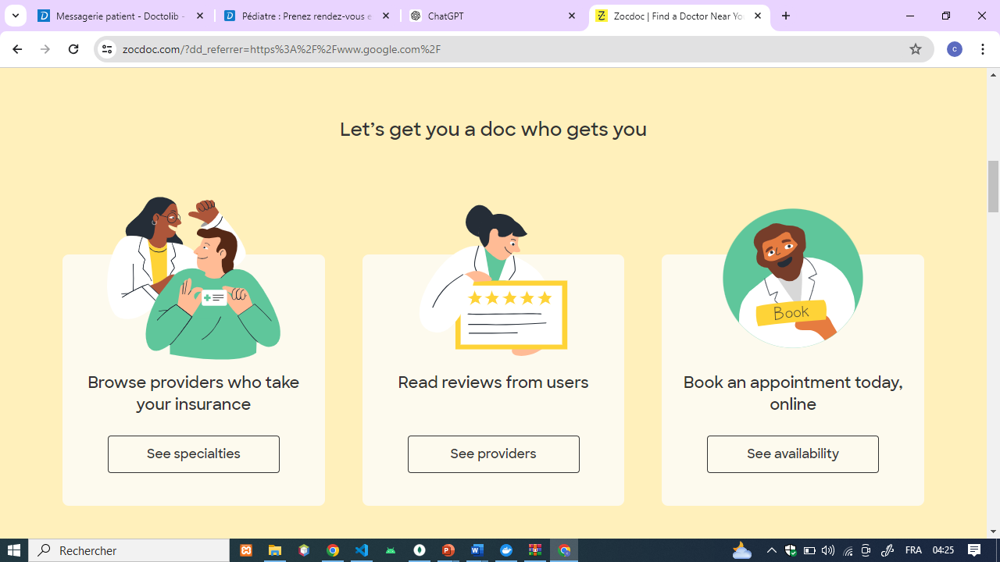 Messagerie patient - Doctolib -
Pédiatre : Prenez rendez-vous e
ChatGPT
Zocdoc | Find a Doctor Near Yo
zocdoc.com/?dd_referrer=https%3A%2F%2Fwww.google.com%2F
c
Let's get you a doc who gets you
Book
Browse providers who take
your insurance
Read reviews from users
Book an appointment today,
online
See specialties
See providers
See availability
Rechercher
FRA
04:25